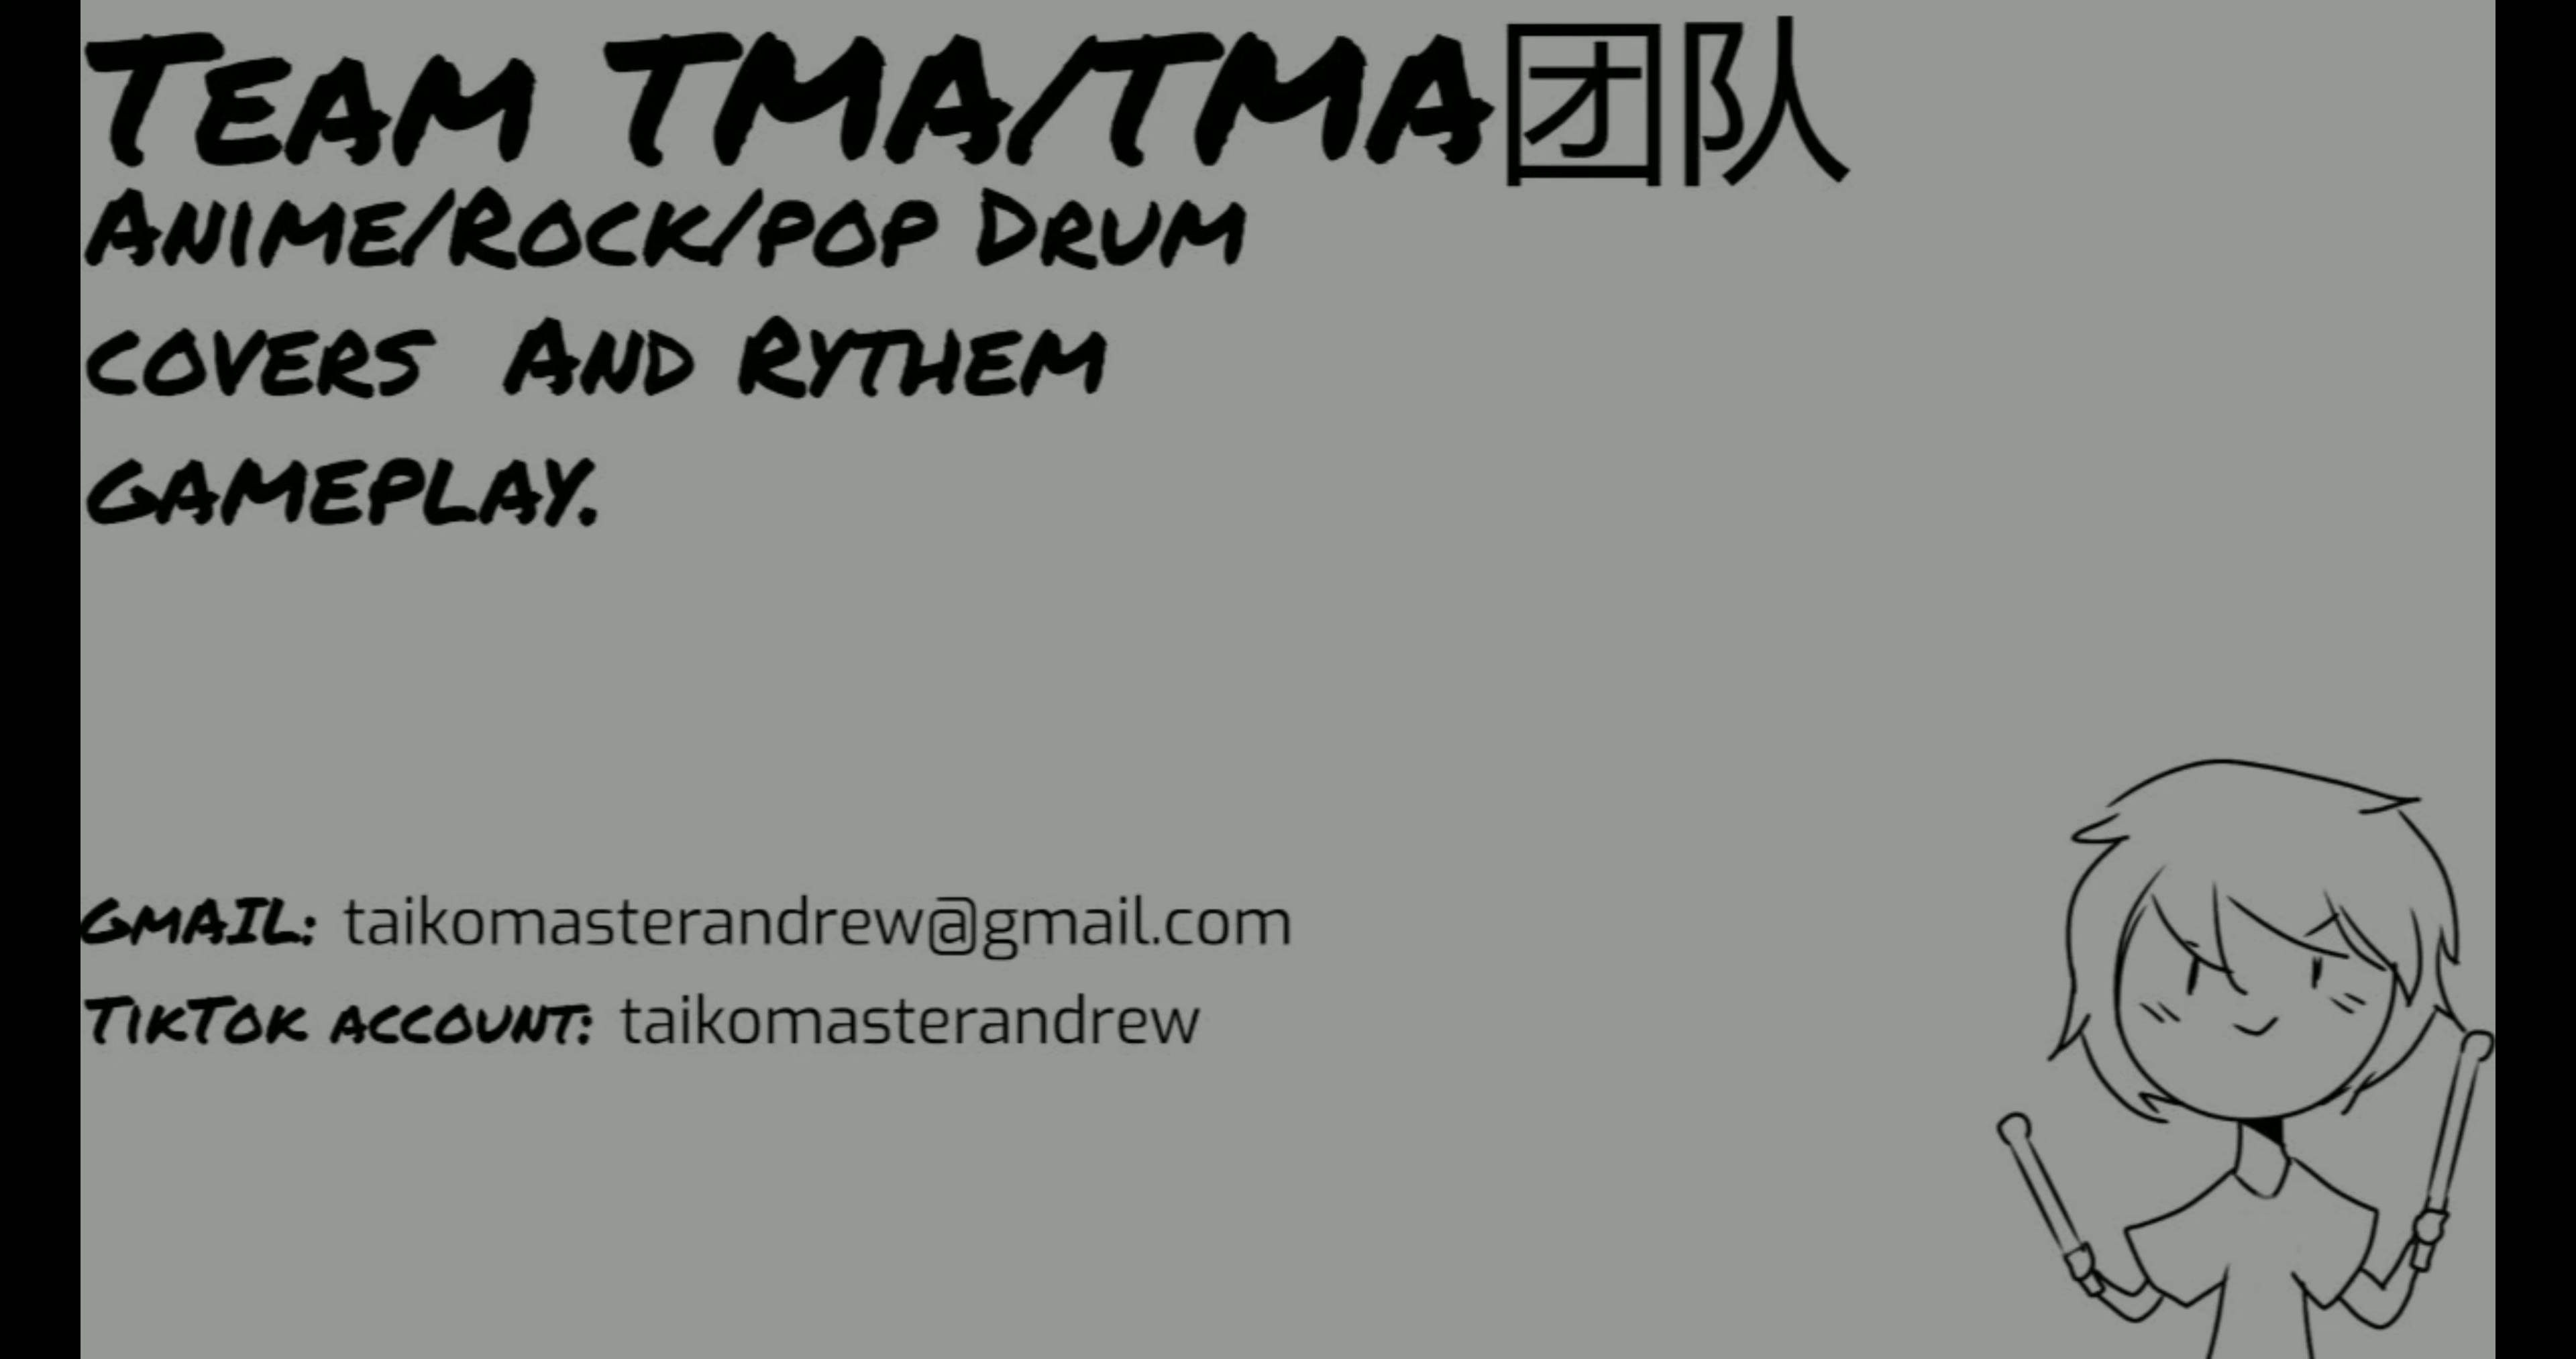 Team TMA/TMA团队
Anime/Rock/pop Drum
covers And Rythem
gameplay.
Gmail: taikomasterandrew@gmail.com
TikTok account: taikomasterandrew